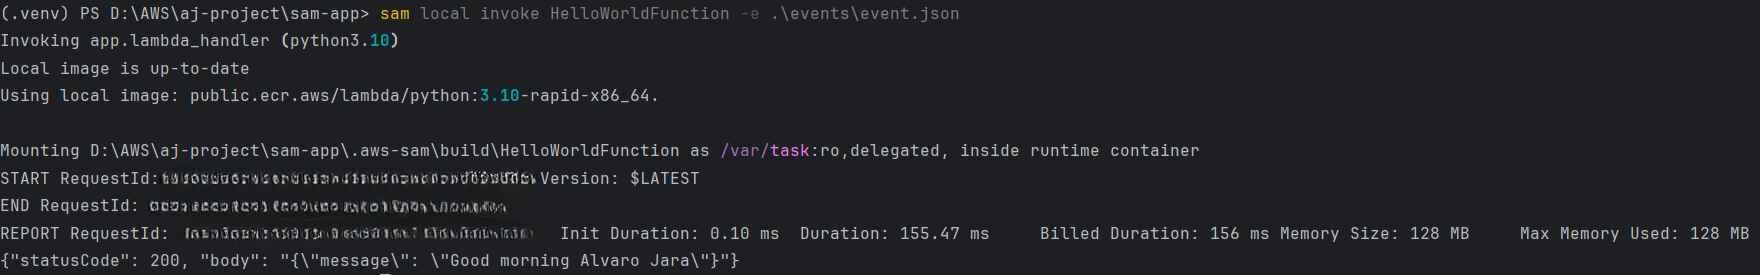 (.venv) PS D:\AWS\aj-project\sam-app> sam local invoke HelloWorldFunction -e .\events\event.json
Invoking app.lambda_handler (python3.10)
Local image is up-to-date
Using local image: public.ecr.aws/lambda/python:3.10-rapid-x86_64.
Mounting D:\AWS\aj-project\sam-app\.aws-sam\build\HelloWorldFunction as /var/task:ro,delegated, inside runtime container
START RequestId: Version: $LATEST
END RequestId:
REPORT RequestId: Init Duration: 0.10 ms Duration: 155.47 ms Billed Duration: 156 ms Memory Size: 128 MB Max Memory Used: 128 MB
{"statusCode": 200, "body": "{\"message\": \"Good morning Alvaro Jara\"}"}